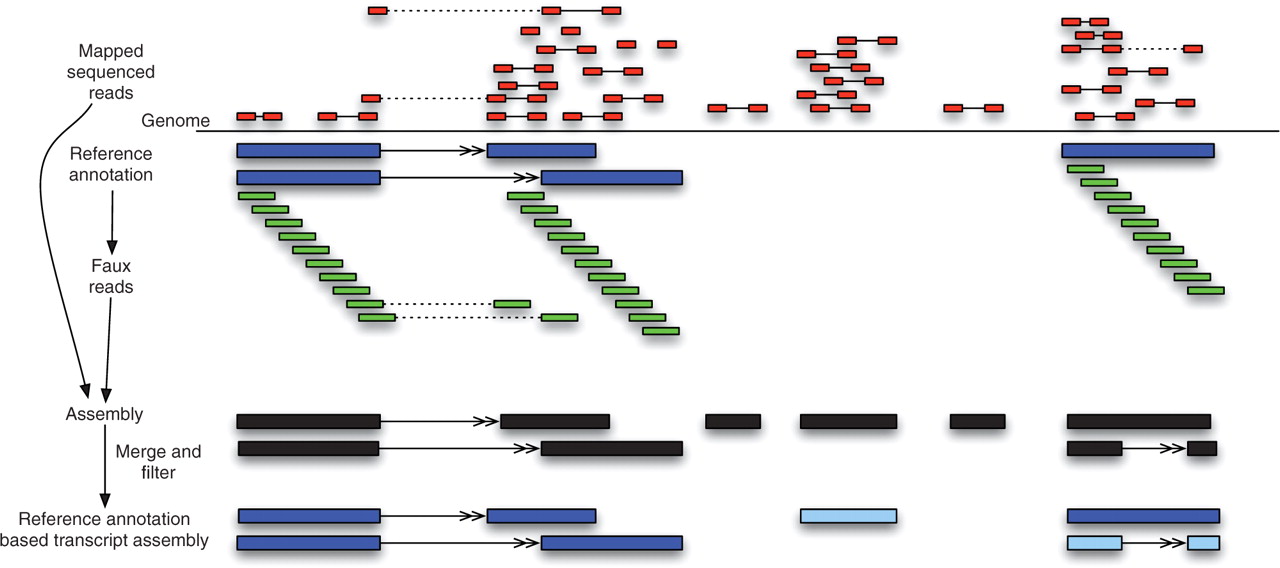 Mapped
sequenced
reads
Genome
Reference
annotation
Faux
reads
Assembly
Merge and
filter
Reference annotation
based transcript assembly